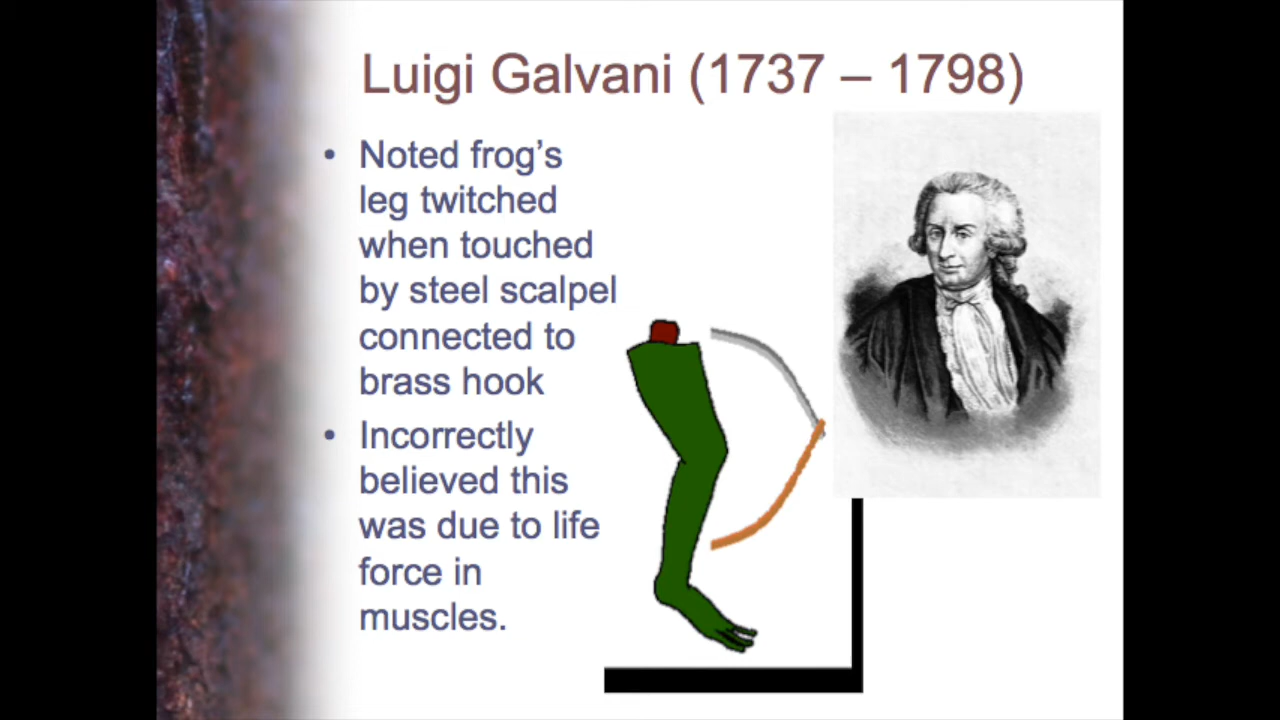 Luigi Galvani (1737 – 1798)
• Noted frog’s
leg twitched
when touched
by steel scalpel
connected to
brass hook
• Incorrectly
believed this
was due to life
force in
muscles.